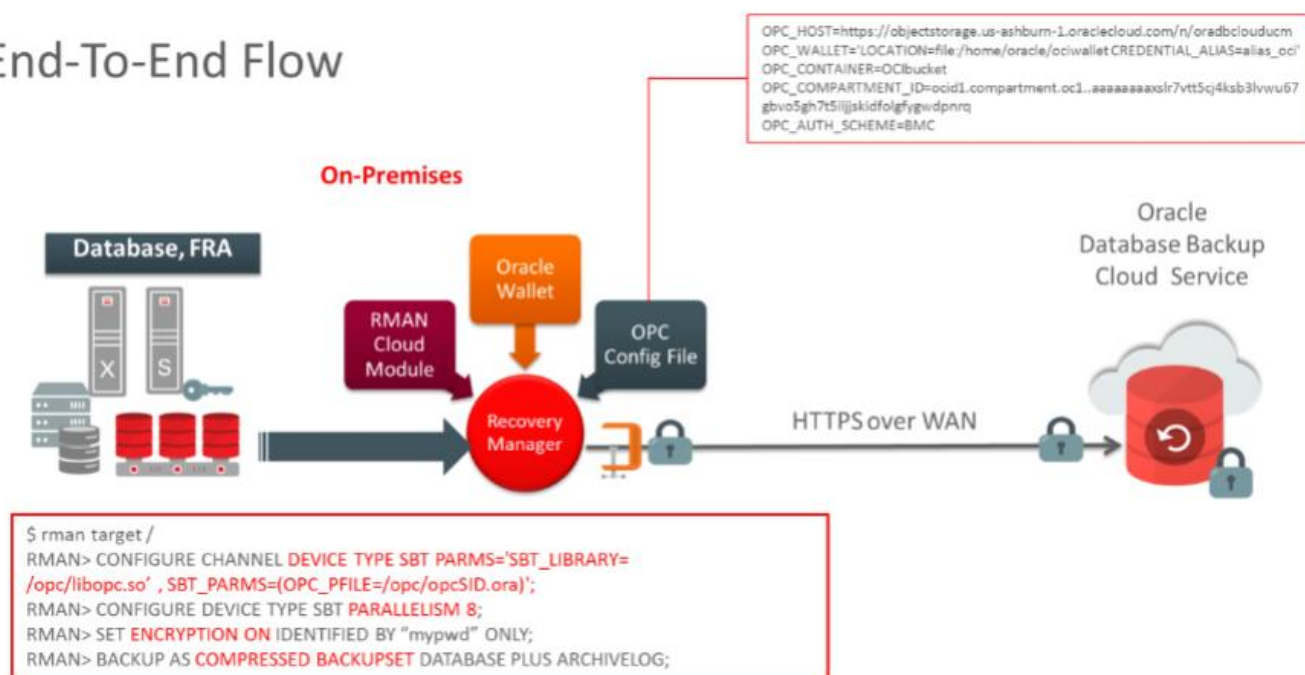 End-To-End Flow
OPC_HOST=https://objectstorage.us-ashburn-1.oraclecloud.com/n/oradbclouducm
OPC_WALLET='LOCATION=file:/home/oracle/ociwallet CREDENTIAL_ALIAS=alias_oci'
OPC_CONTAINER=OCIbucket
OPC_COMPARTMENT_ID=ocid1.compartment.oc1..aaaaaaaaxslr7vtt5cj4ksb3lvwu67
gbvo5gh7t5iljjskidfolgfygwdpnrq
OPC_AUTH_SCHEME=BMC
On-Premises
Database, FRA
X
S
RMAN
Cloud
Module
Oracle
Wallet
OPC
Config File
Recovery
Manager
HTTPS over WAN
Oracle
Database Backup
Cloud Service
$ rman target /
RMAN> CONFIGURE CHANNEL DEVICE TYPE SBT PARMS='SBT_LIBRARY=
/opc/libopc.so' , SBT_PARMS=(OPC_PFILE=/opc/opcSID.ora)';
RMAN> CONFIGURE DEVICE TYPE SBT PARALLELISM 8;
RMAN> SET ENCRYPTION ON IDENTIFIED BY “mypwd” ONLY;
RMAN> BACKUP AS COMPRESSED BACKUPSET DATABASE PLUS ARCHIVELOG;